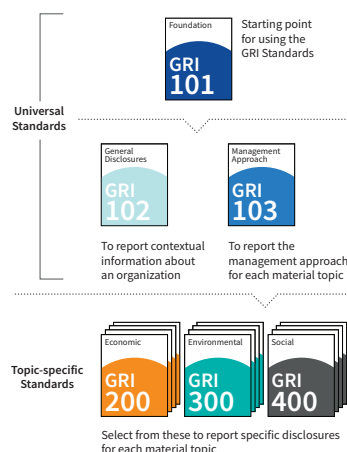 Foundation
GRI
101
Starting point
for using the
GRI Standards
Universal
Standards
General
Disclosures
GRI
102
Management
Approach
GRI
103
To report contextual
information about
an organization
To report the
management approach
for each material topic
Topic-specific
Standards
Economic
GRI
200
Environmental
GRI
300
Social
GRI
400
Select from these to report specific disclosures
for each material topic